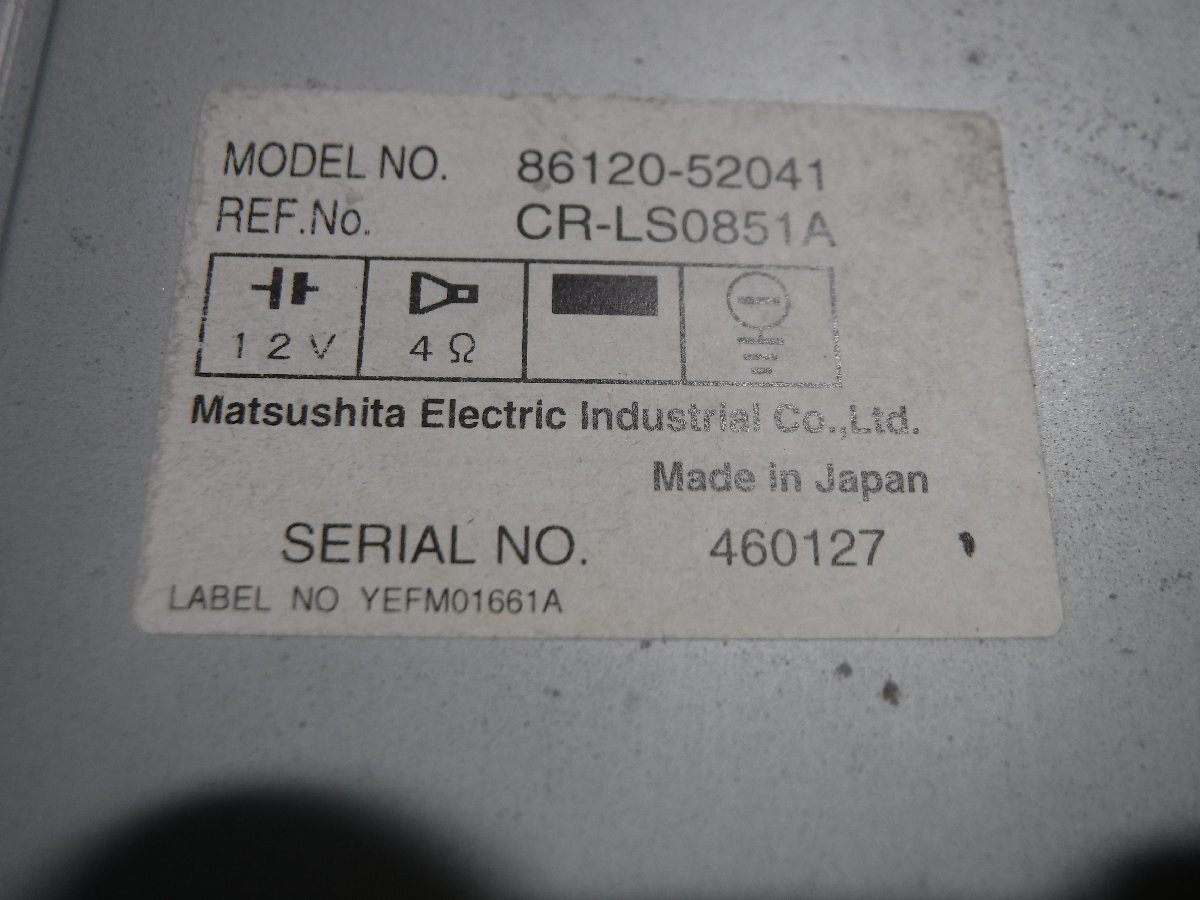 MODEL NO. 86120-52041
REF.No. CR-LS0851A
12V 4Ω
Matsushita Electric Industrial Co.,Ltd.
Made in Japan
SERIAL NO. 460127
LABEL NO YEFM01661A